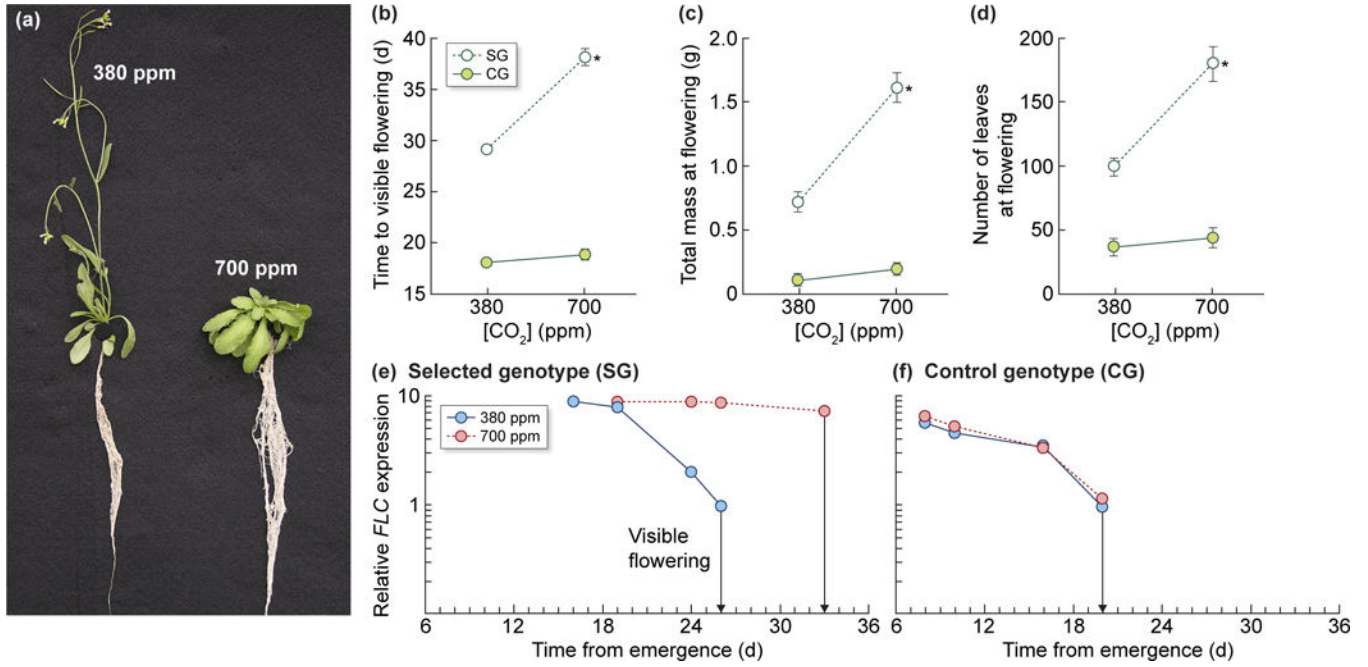 (a)
380 ppm
700 ppm
(b)
Time to visible flowering (d)
40
35
30
25
20
15
SG
CG
*
380
700
[CO₂] (ppm)
(c)
Total mass at flowering (g)
2.0
1.5
1.0
0.5
0
*
380
700
[CO₂] (ppm)
(d)
Number of leaves
at flowering
200
150
100
50
0
*
380
700
[CO₂] (ppm)
(e) Selected genotype (SG)
Relative FLC expression
10
1
380 ppm
700 ppm
Visible
flowering
6
12
18
24
30
36
Time from emergence (d)
(f) Control genotype (CG)
6
12
18
24
30
36
Time from emergence (d)